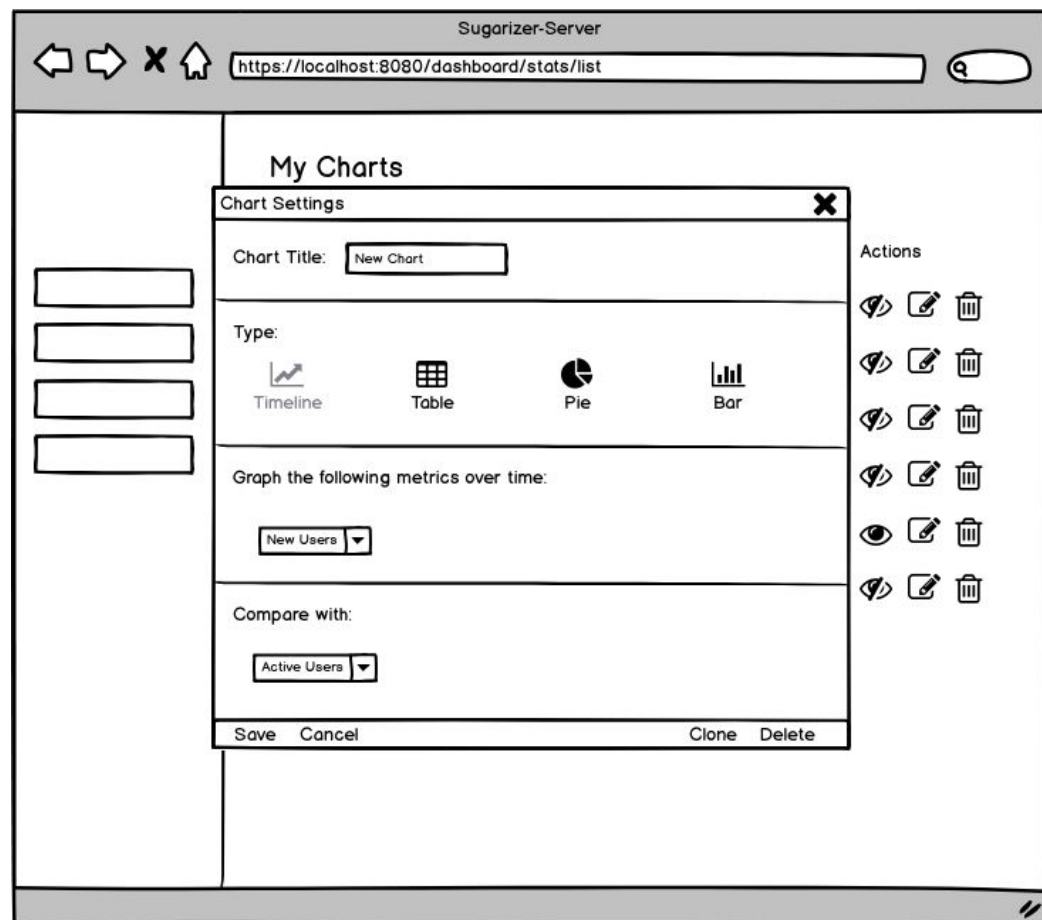 Sugarizer-Server
https://localhost:8080/dashboard/stats/list
My Charts
Chart Settings
Chart Title: New Chart
Actions
Type:
Timeline Table Pie Bar
Graph the following metrics over time:
New Users
Compare with:
Active Users
Save Cancel Clone Delete